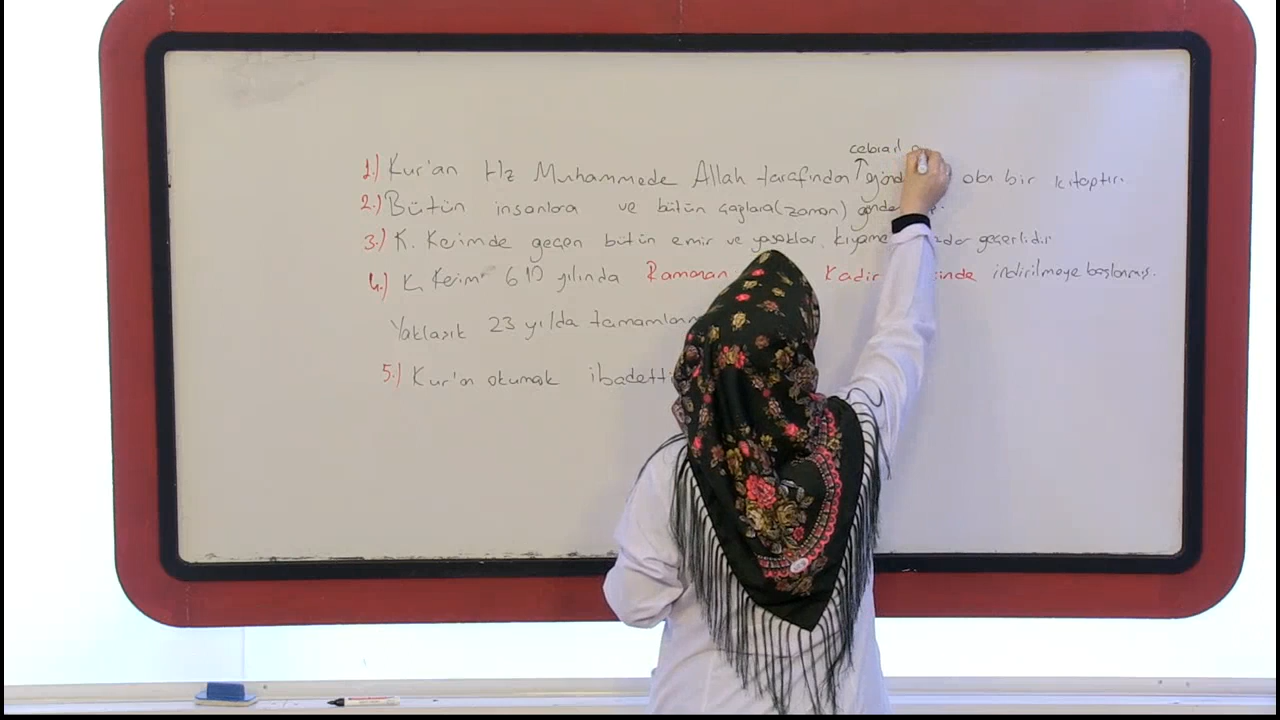 cebrail
1.) Kur'an Hz Muhammede Allah tarafından ↑ gönd olan bir kitaptır.
2.) Bütün insanlara ve bütün çağlara (zaman) gönde
3.) K. Kerimde geçen bütün emir ve yasaklar, kıyame kadar geçerlidir
4.) K. Kerim 610 yılında Ramazan Kadir sinde indirilmeye başlanmış.
Yaklaşık 23 yılda tamamlan
5.) Kur'an okumak ibadetti